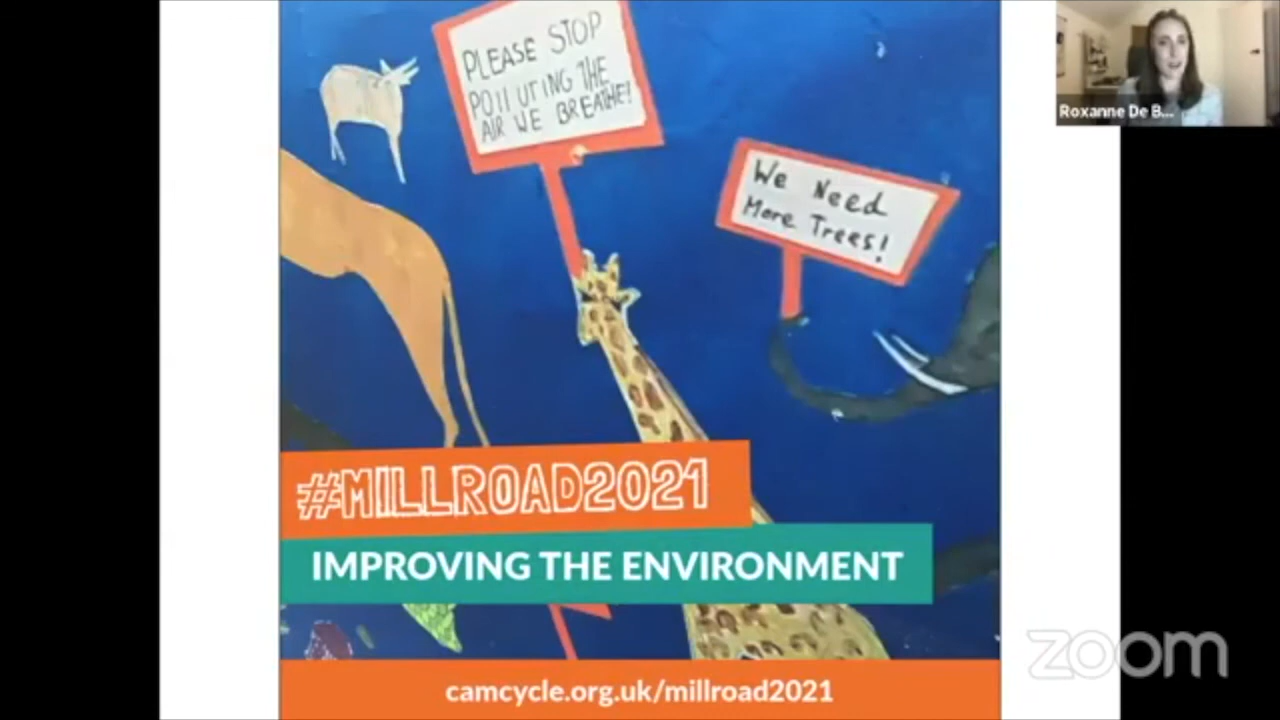 PLEASE STOP
POLLUTING THE
AIR WE BREATHE!
We Need
More Trees!
#MILLROAD2021
IMPROVING THE ENVIRONMENT
camcycle.org.uk/millroad2021
Roxanne De B...
zoom